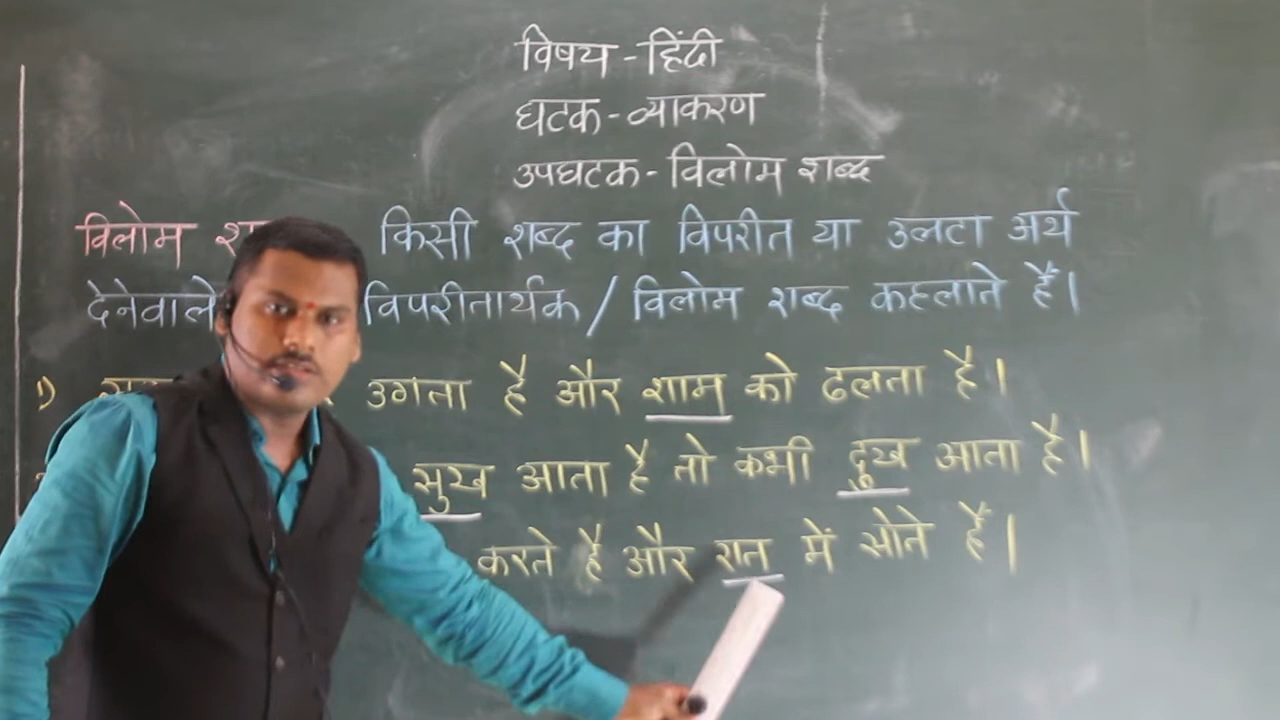 विषय - हिंदी
घटक - व्याकरण
उपघटक - विलोम शब्द
विलोम किसी शब्द का विपरीत या उलटा अर्थ
देनेवाले विपरीतार्थक / विलोम शब्द कहलाते हैं।
1) उगता है और शाम को ढलता है।
सुख आता है तो कभी दुख आता है।
करते है और रात में सोते हैं।